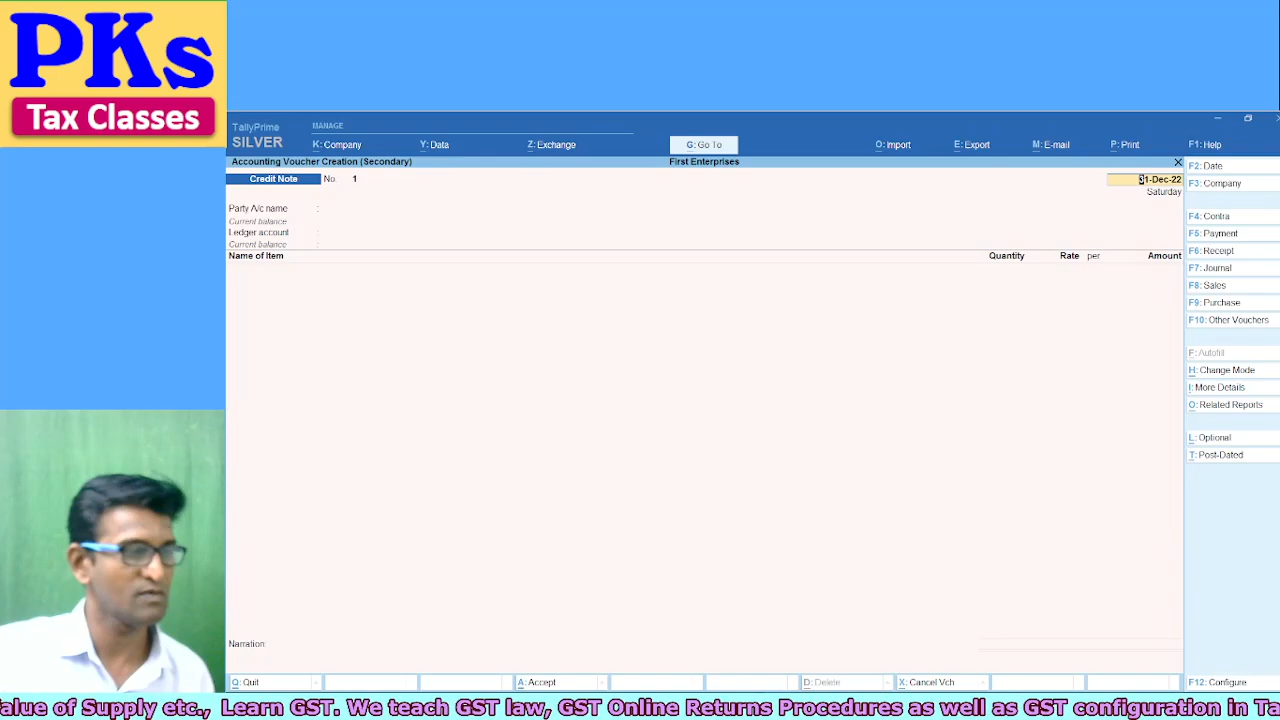 PKs
Tax Classes
TallyPrime
SILVER
MANAGE
K: Company
Y: Data
Z: Exchange
G: Go To
O: Import
E: Export
M: E-mail
P: Print
F1: Help
Accounting Voucher Creation (Secondary)
First Enterprises
Credit Note
No. 1
31-Dec-22
Saturday
Party A/c name :
Current balance
Ledger account :
Current balance :
Name of Item
Quantity
Rate per
Amount
F2: Date
F3: Company
F4: Contra
F5: Payment
F6: Receipt
F7: Journal
F8: Sales
F9: Purchase
F10: Other Vouchers
F: Autofill
H: Change Mode
I: More Details
O: Related Reports
L: Optional
T: Post-Dated
Narration:
Q: Quit
A: Accept
D: Delete
X: Cancel Vch
F12: Configure
Value of Supply etc., Learn GST. We teach GST law, GST Online Returns Procedures as well as GST configuration in Ta